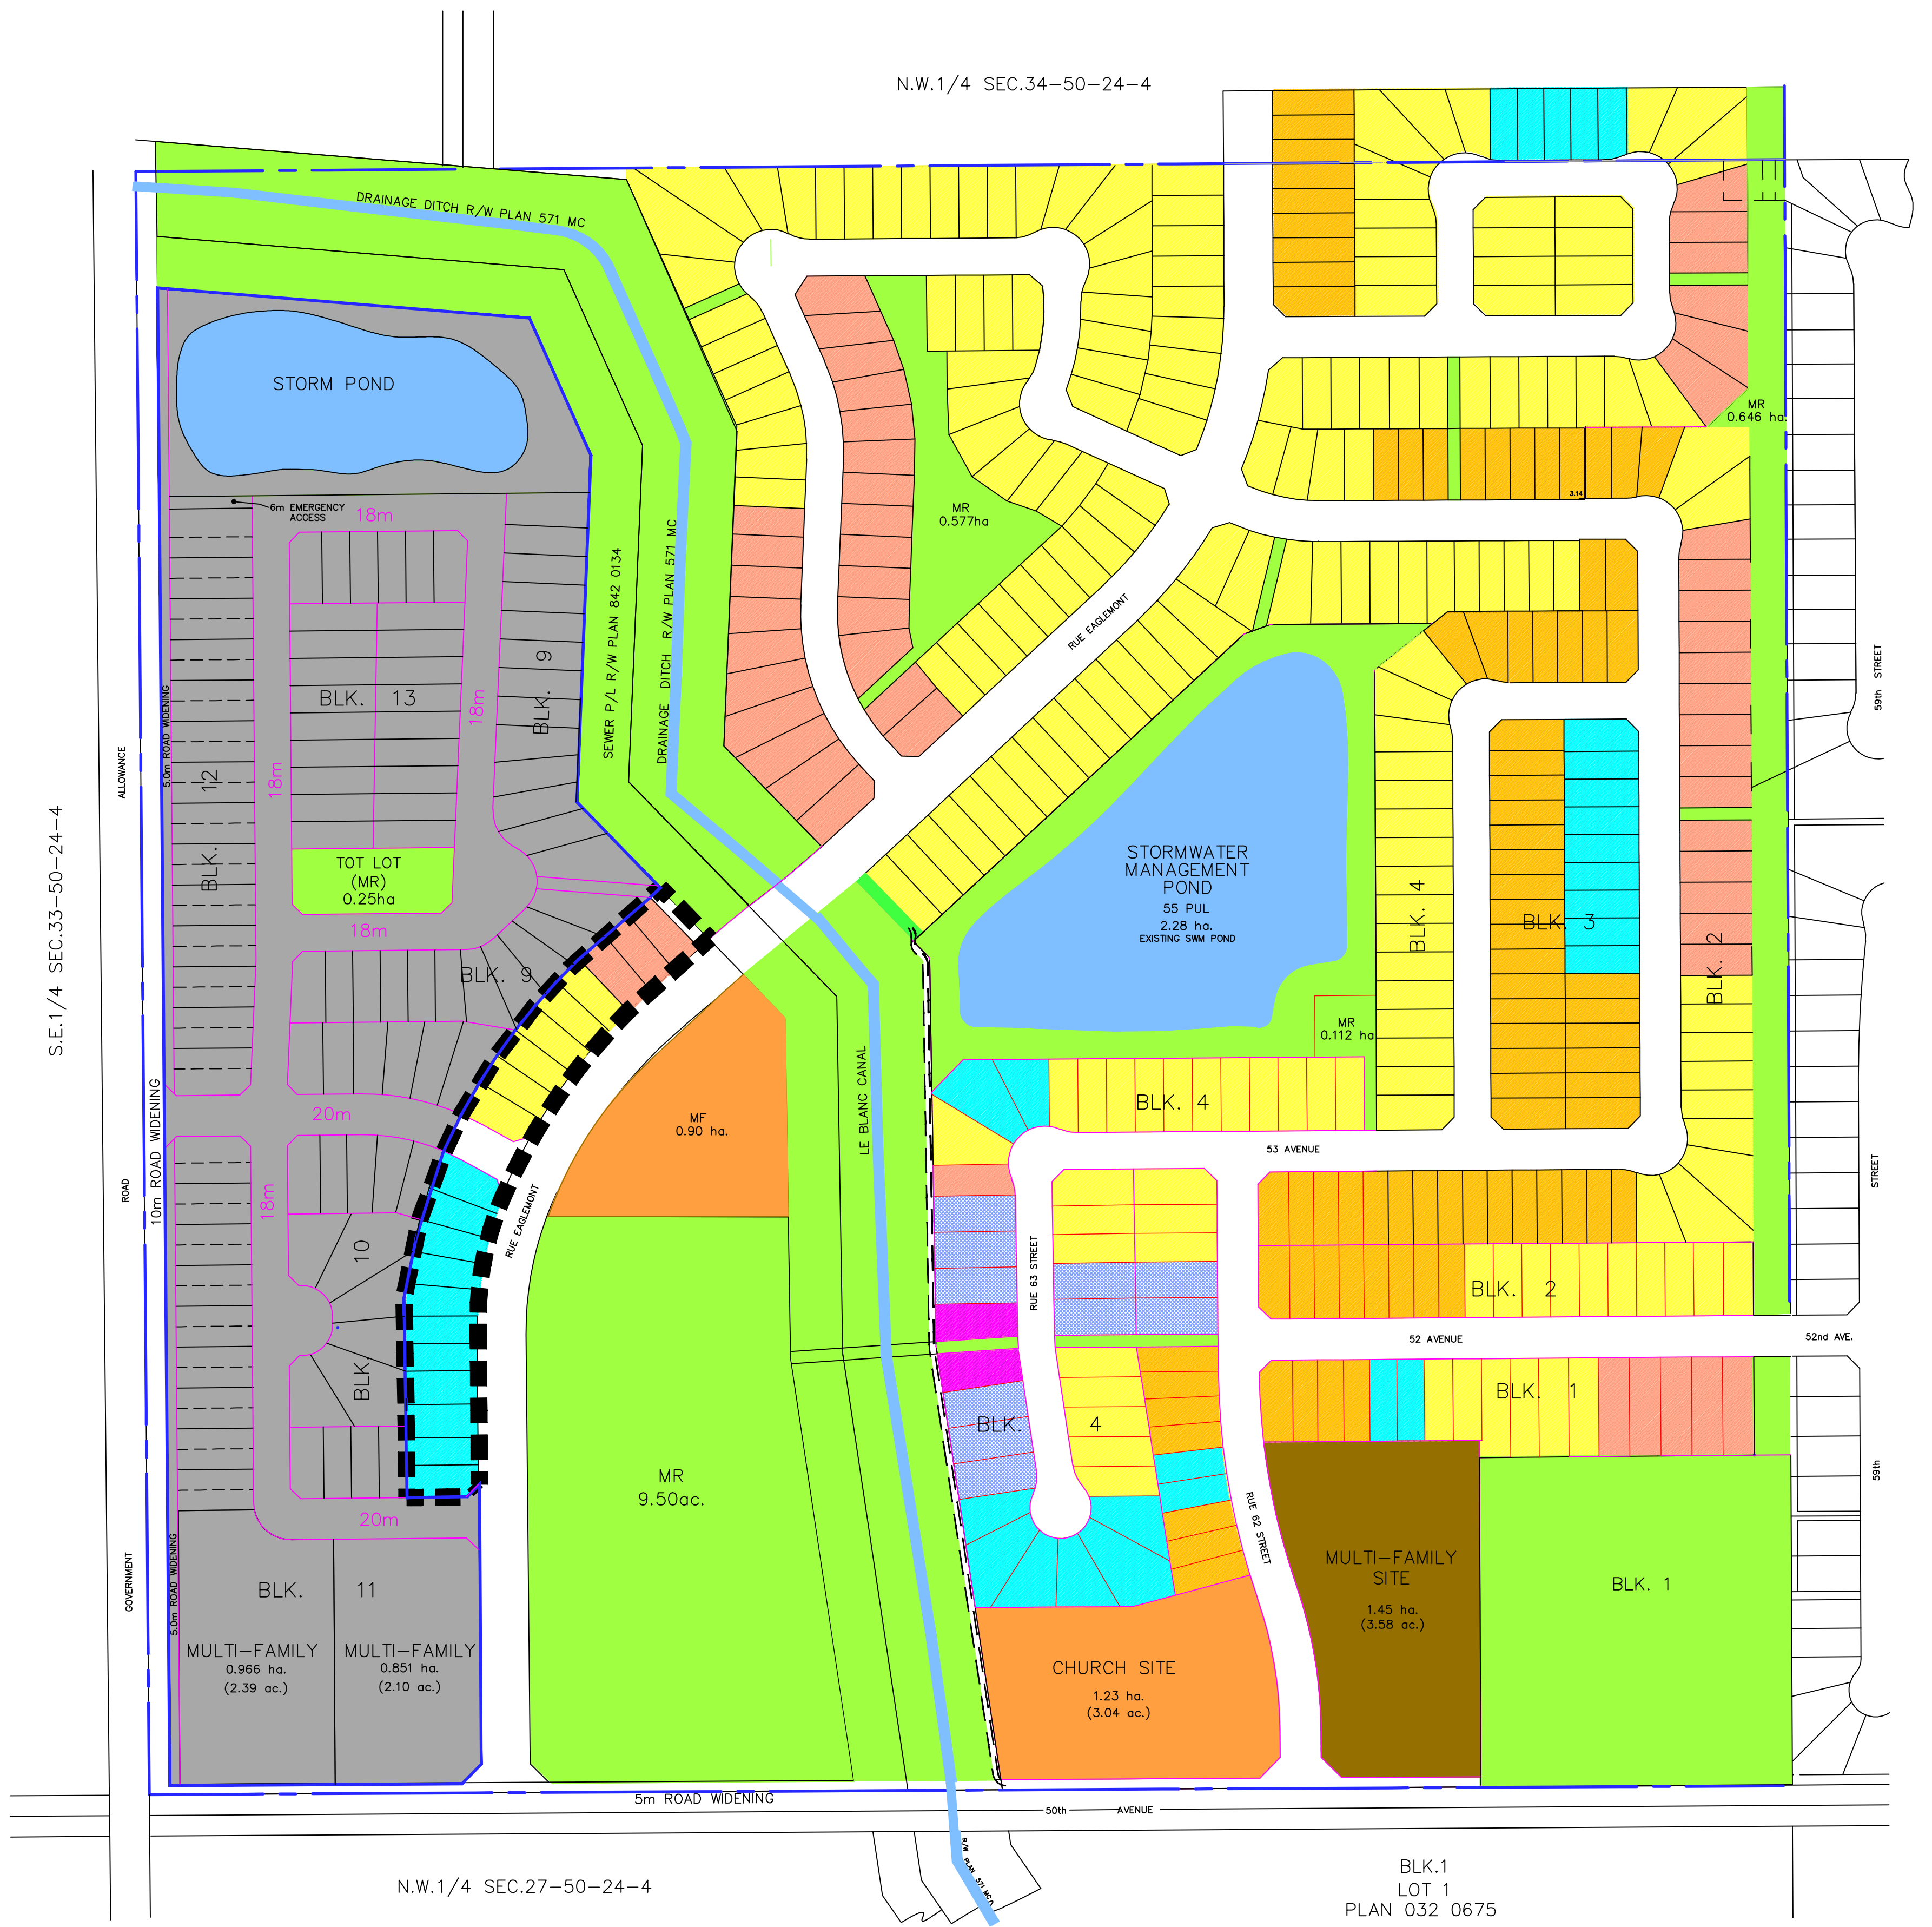 N.W.1/4 SEC.34-50-24-4
DRAINAGE DITCH R/W PLAN 571 MC
STORM POND
6m EMERGENCY
ACCESS
18m
MR
0.646 ha.
3.14
MR
0.577ha
SEWER P/L R/W PLAN 842 0134
DRAINAGE DITCH R/W PLAN 571 MC
RUE EAGLEMONT
BLK. 13
BLK. 9
18m
18m
5.0m ROAD WIDENING
BLK. 12
59th STREET
ALLOWANCE
TOT LOT
(MR)
0.25ha
18m
S.E.1/4 SEC.33-50-24-4
STORMWATER
MANAGEMENT
POND
55 PUL
2.28 ha.
EXISTING SWM POND
BLK. 4
BLK. 3
BLK. 2
BLK. 9
MR
0.112 ha
20m
10m ROAD WIDENING
MF
0.90 ha.
LE BLANC CANAL
BLK. 4
53 AVENUE
ROAD
18m
BLK. 10
RUE EAGLEMONT
RUE 63 STREET
STREET
BLK. 2
52 AVENUE
52nd AVE.
BLK. 1
BLK. 4
MR
9.50ac.
59th
20m
RUE 62 STREET
5.0m ROAD WIDENING
GOVERNMENT
BLK. 11
MULTI-FAMILY
SITE
1.45 ha.
(3.58 ac.)
BLK. 1
MULTI-FAMILY
0.966 ha.
(2.39 ac.)
MULTI-FAMILY
0.851 ha.
(2.10 ac.)
CHURCH SITE
1.23 ha.
(3.04 ac.)
5m ROAD WIDENING
50th AVENUE
R/W PLAN 571 MC
N.W.1/4 SEC.27-50-24-4
BLK.1
LOT 1
PLAN 032 0675